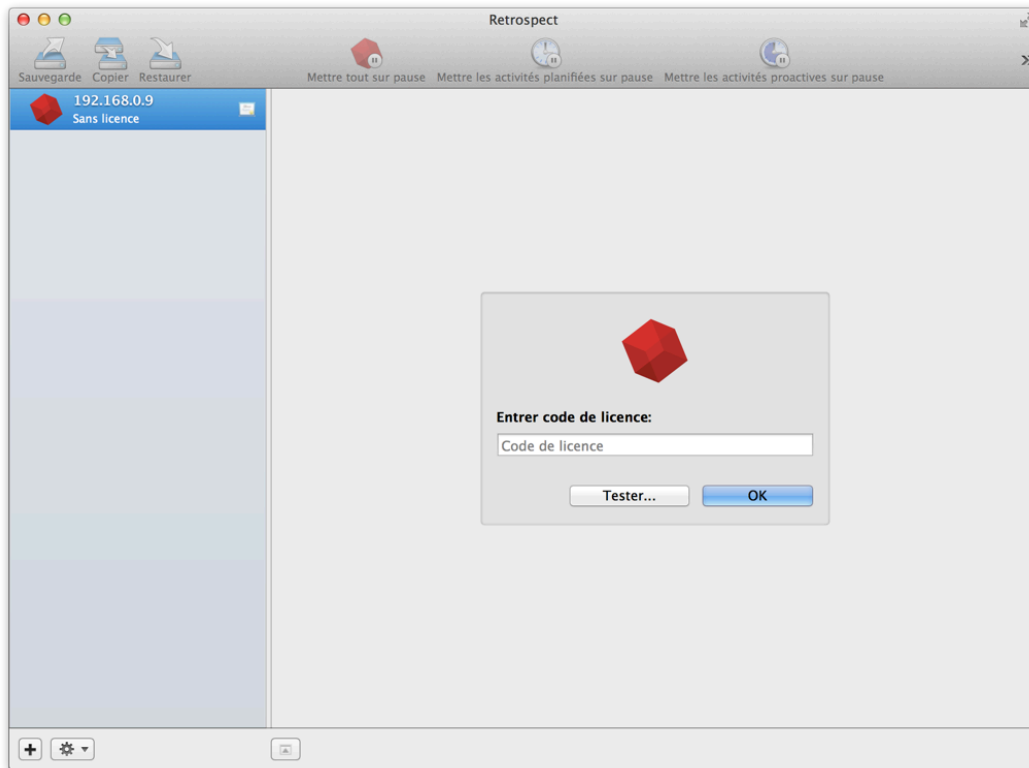 Retrospect
Sauvegarde Copier Restaurer Mettre tout sur pause Mettre les activités planifiées sur pause Mettre les activités proactives sur pause
192.168.0.9
Sans licence
Entrer code de licence:
Code de licence
Tester... OK